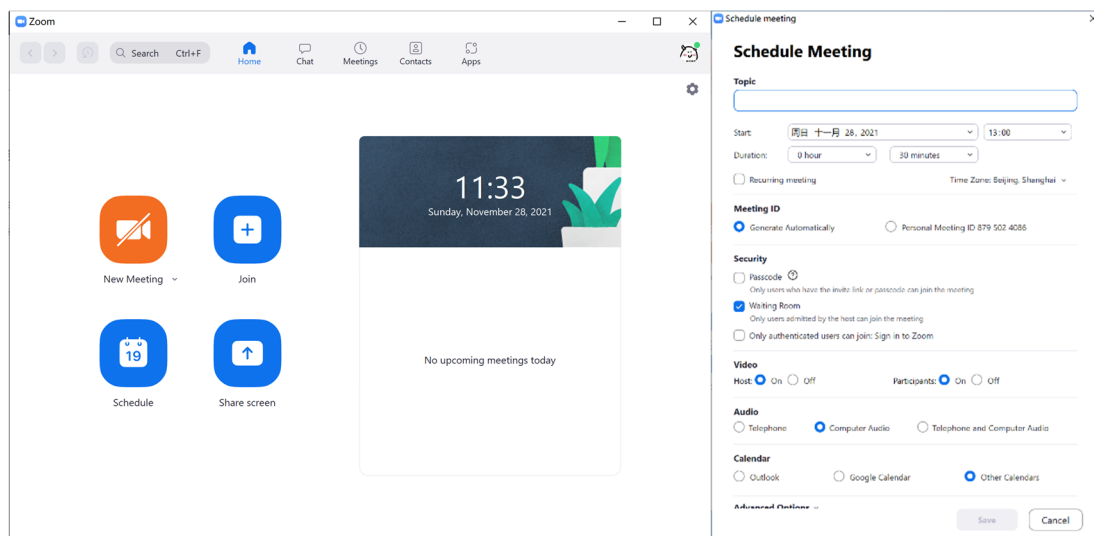 Zoom
Search Ctrl+F
Home
Chat
Meetings
Contacts
Apps
11:33
Sunday, November 28, 2021
New Meeting
Join
19
Schedule
Share screen
No upcoming meetings today
Schedule meeting
Schedule Meeting
Topic
Start: 周日 十一月 28, 2021 13:00
Duration: 0 hour 30 minutes
Recurring meeting Time Zone: Beijing, Shanghai
Meeting ID
Generate Automatically Personal Meeting ID 879 502 4086
Security
Passcode ?
Only users who have the invite link or passcode can join the meeting
Waiting Room
Only users admitted by the host can join the meeting
Only authenticated users can join: Sign in to Zoom
Video
Host: On Off Participants: On Off
Audio
Telephone Computer Audio Telephone and Computer Audio
Calendar
Outlook Google Calendar Other Calendars
Advanced Options
Save Cancel